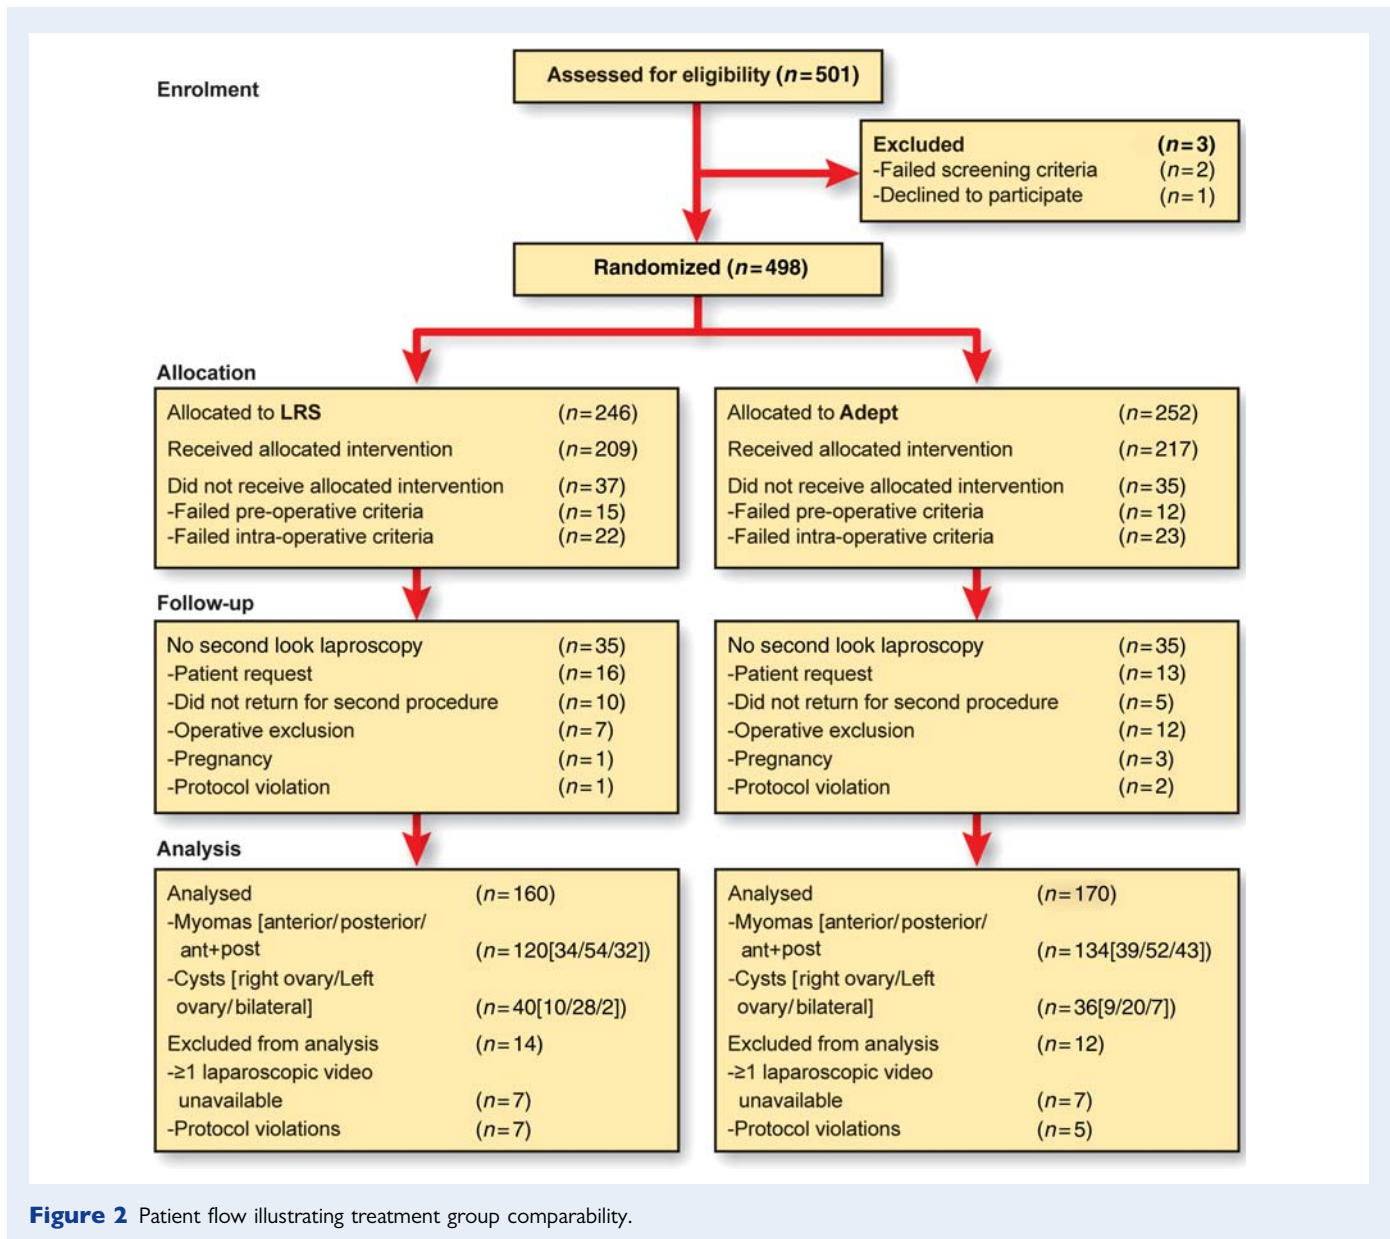 Enrolment
Assessed for eligibility (n=501)
Excluded (n=3)
-Failed screening criteria (n=2)
-Declined to participate (n=1)
Randomized (n=498)
Allocation
Allocated to LRS (n=246)
Received allocated intervention (n=209)
Did not receive allocated intervention (n=37)
-Failed pre-operative criteria (n=15)
-Failed intra-operative criteria (n=22)
Allocated to Adept (n=252)
Received allocated intervention (n=217)
Did not receive allocated intervention (n=35)
-Failed pre-operative criteria (n=12)
-Failed intra-operative criteria (n=23)
Follow-up
No second look laproscopy (n=35)
-Patient request (n=16)
-Did not return for second procedure (n=10)
-Operative exclusion (n=7)
-Pregnancy (n=1)
-Protocol violation (n=1)
No second look laproscopy (n=35)
-Patient request (n=13)
-Did not return for second procedure (n=5)
-Operative exclusion (n=12)
-Pregnancy (n=3)
-Protocol violation (n=2)
Analysis
Analysed (n=160)
-Myomas [anterior/posterior/
ant+post (n=120[34/54/32])
-Cysts [right ovary/Left
ovary/bilateral] (n=40[10/28/2])
Excluded from analysis (n=14)
-≥1 laparoscopic video
unavailable (n=7)
-Protocol violations (n=7)
Analysed (n=170)
-Myomas [anterior/posterior/
ant+post (n=134[39/52/43])
-Cysts [right ovary/Left
ovary/bilateral] (n=36[9/20/7])
Excluded from analysis (n=12)
-≥1 laparoscopic video
unavailable (n=7)
-Protocol violations (n=5)
Figure 2 Patient flow illustrating treatment group comparability.